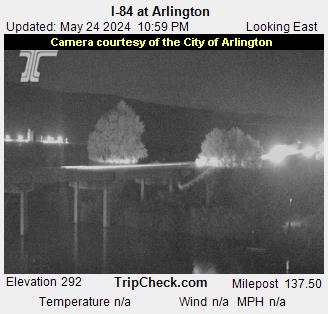 I-84 at Arlington
Updated: May 24 2024 10:59 PM Looking East
Camera courtesy of the City of Arlington
Elevation 292 TripCheck.com Milepost 137.50
Temperature n/a Wind n/a MPH n/a